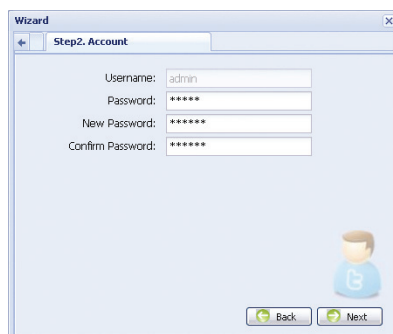 Wizard
Step2. Account
Username: admin
Password: *****
New Password: ******
Confirm Password: ******
Back Next